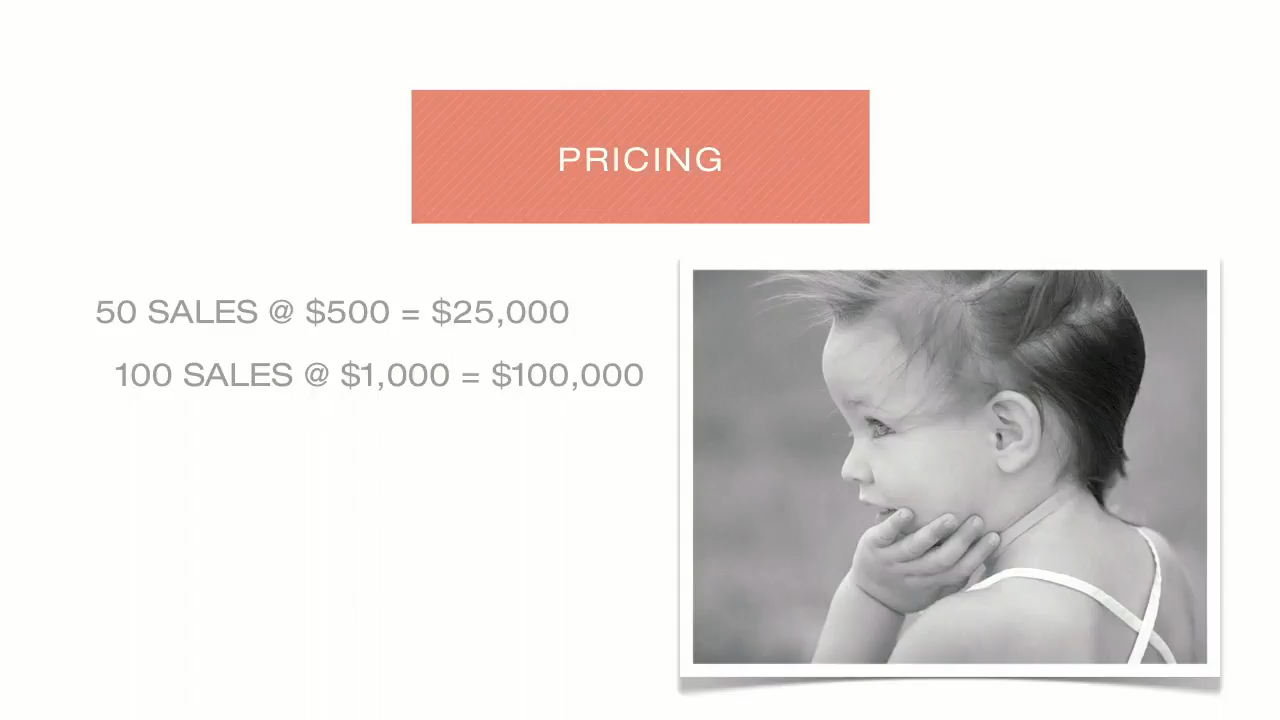 PRICING
50 SALES @ $500 = $25,000
100 SALES @ $1,000 = $100,000